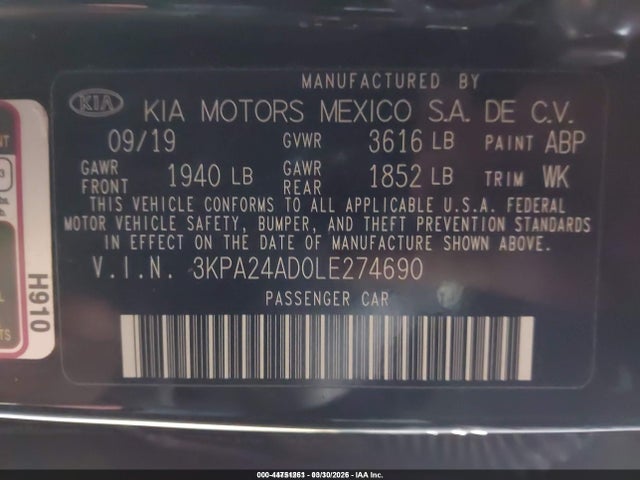 MANUFACTURED BY
KIA KIA MOTORS MEXICO S.A. DE C.V.
09/19 GVWR 3616 LB PAINT ABP
GAWR FRONT 1940 LB GAWR REAR 1852 LB TRIM WK
THIS VEHICLE CONFORMS TO ALL APPLICABLE U.S.A. FEDERAL
MOTOR VEHICLE SAFETY, BUMPER, AND THEFT PREVENTION STANDARDS
IN EFFECT ON THE DATE OF MANUFACTURE SHOWN ABOVE.
V.I.N. 3KPA24AD0LE274690
PASSENGER CAR
H910